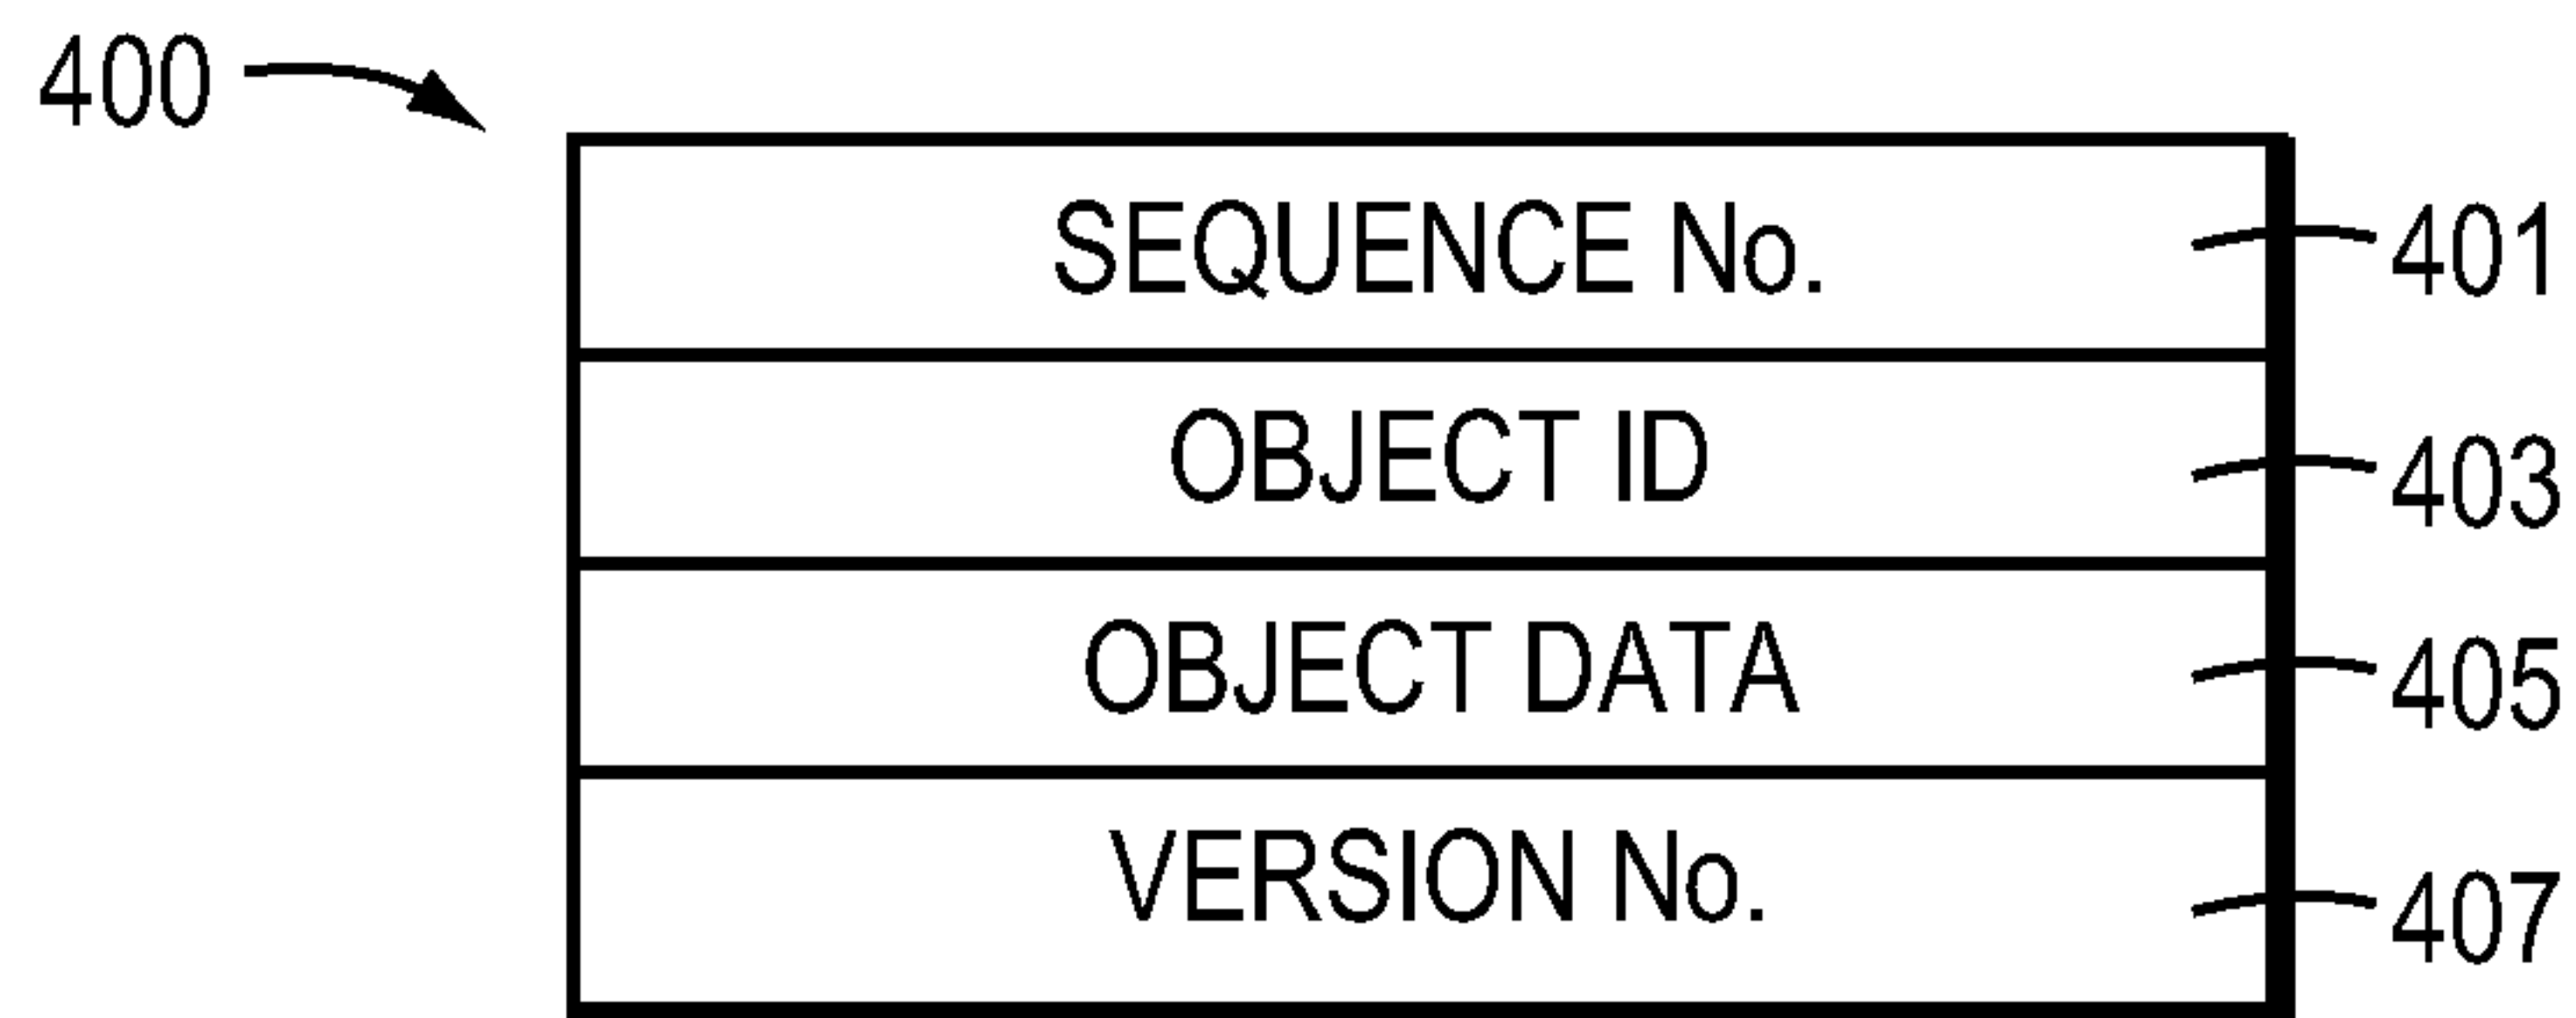 400
SEQUENCE No. 401
OBJECT ID 403
OBJECT DATA 405
VERSION No. 407